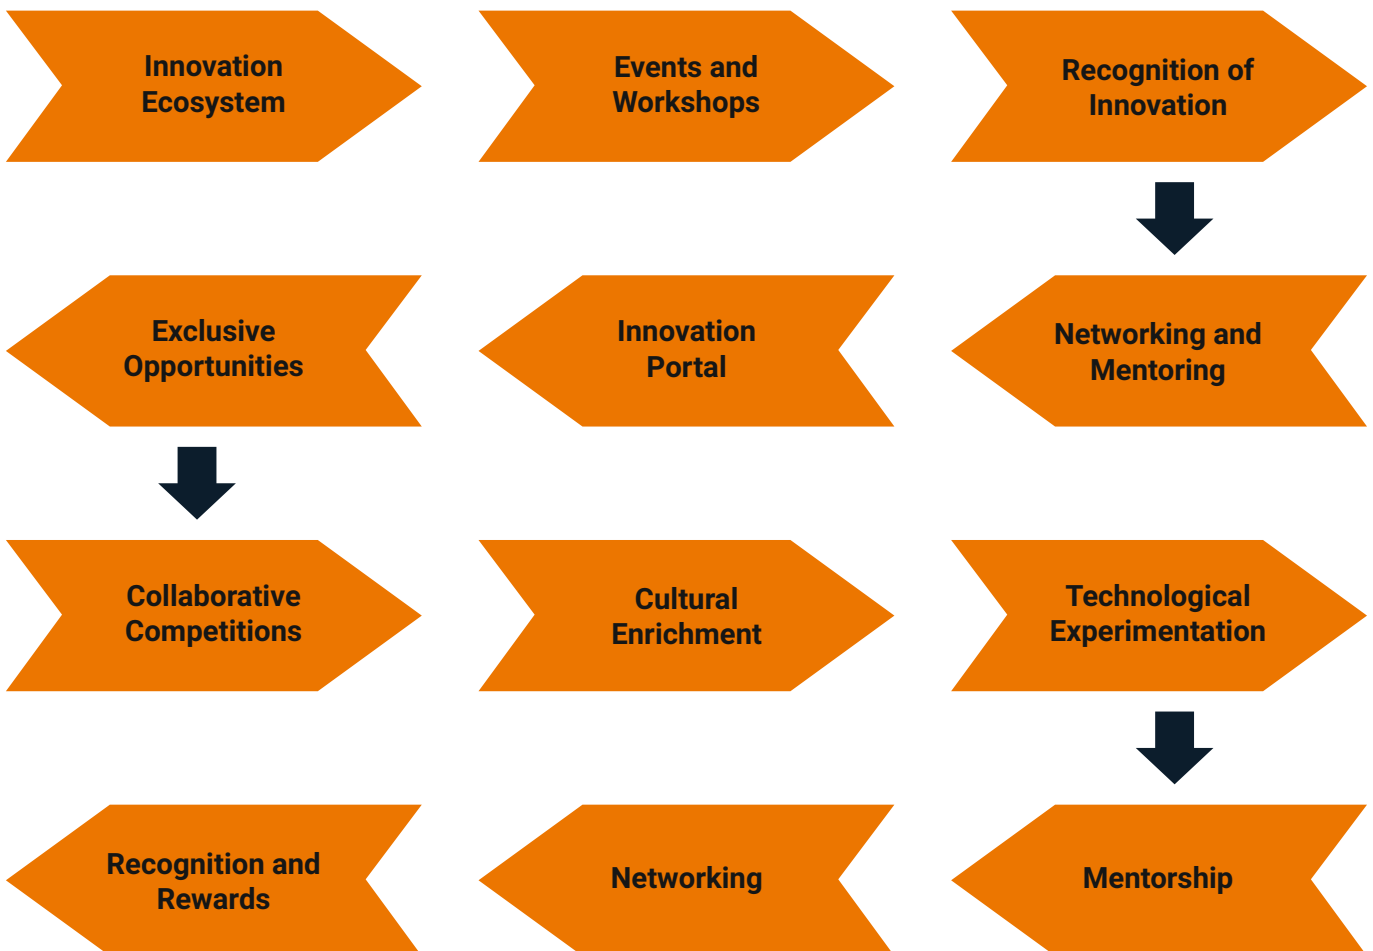 Innovation
Ecosystem
Events and
Workshops
Recognition of
Innovation
Networking and
Mentoring
Innovation
Portal
Exclusive
Opportunities
Collaborative
Competitions
Cultural
Enrichment
Technological
Experimentation
Mentorship
Networking
Recognition and
Rewards